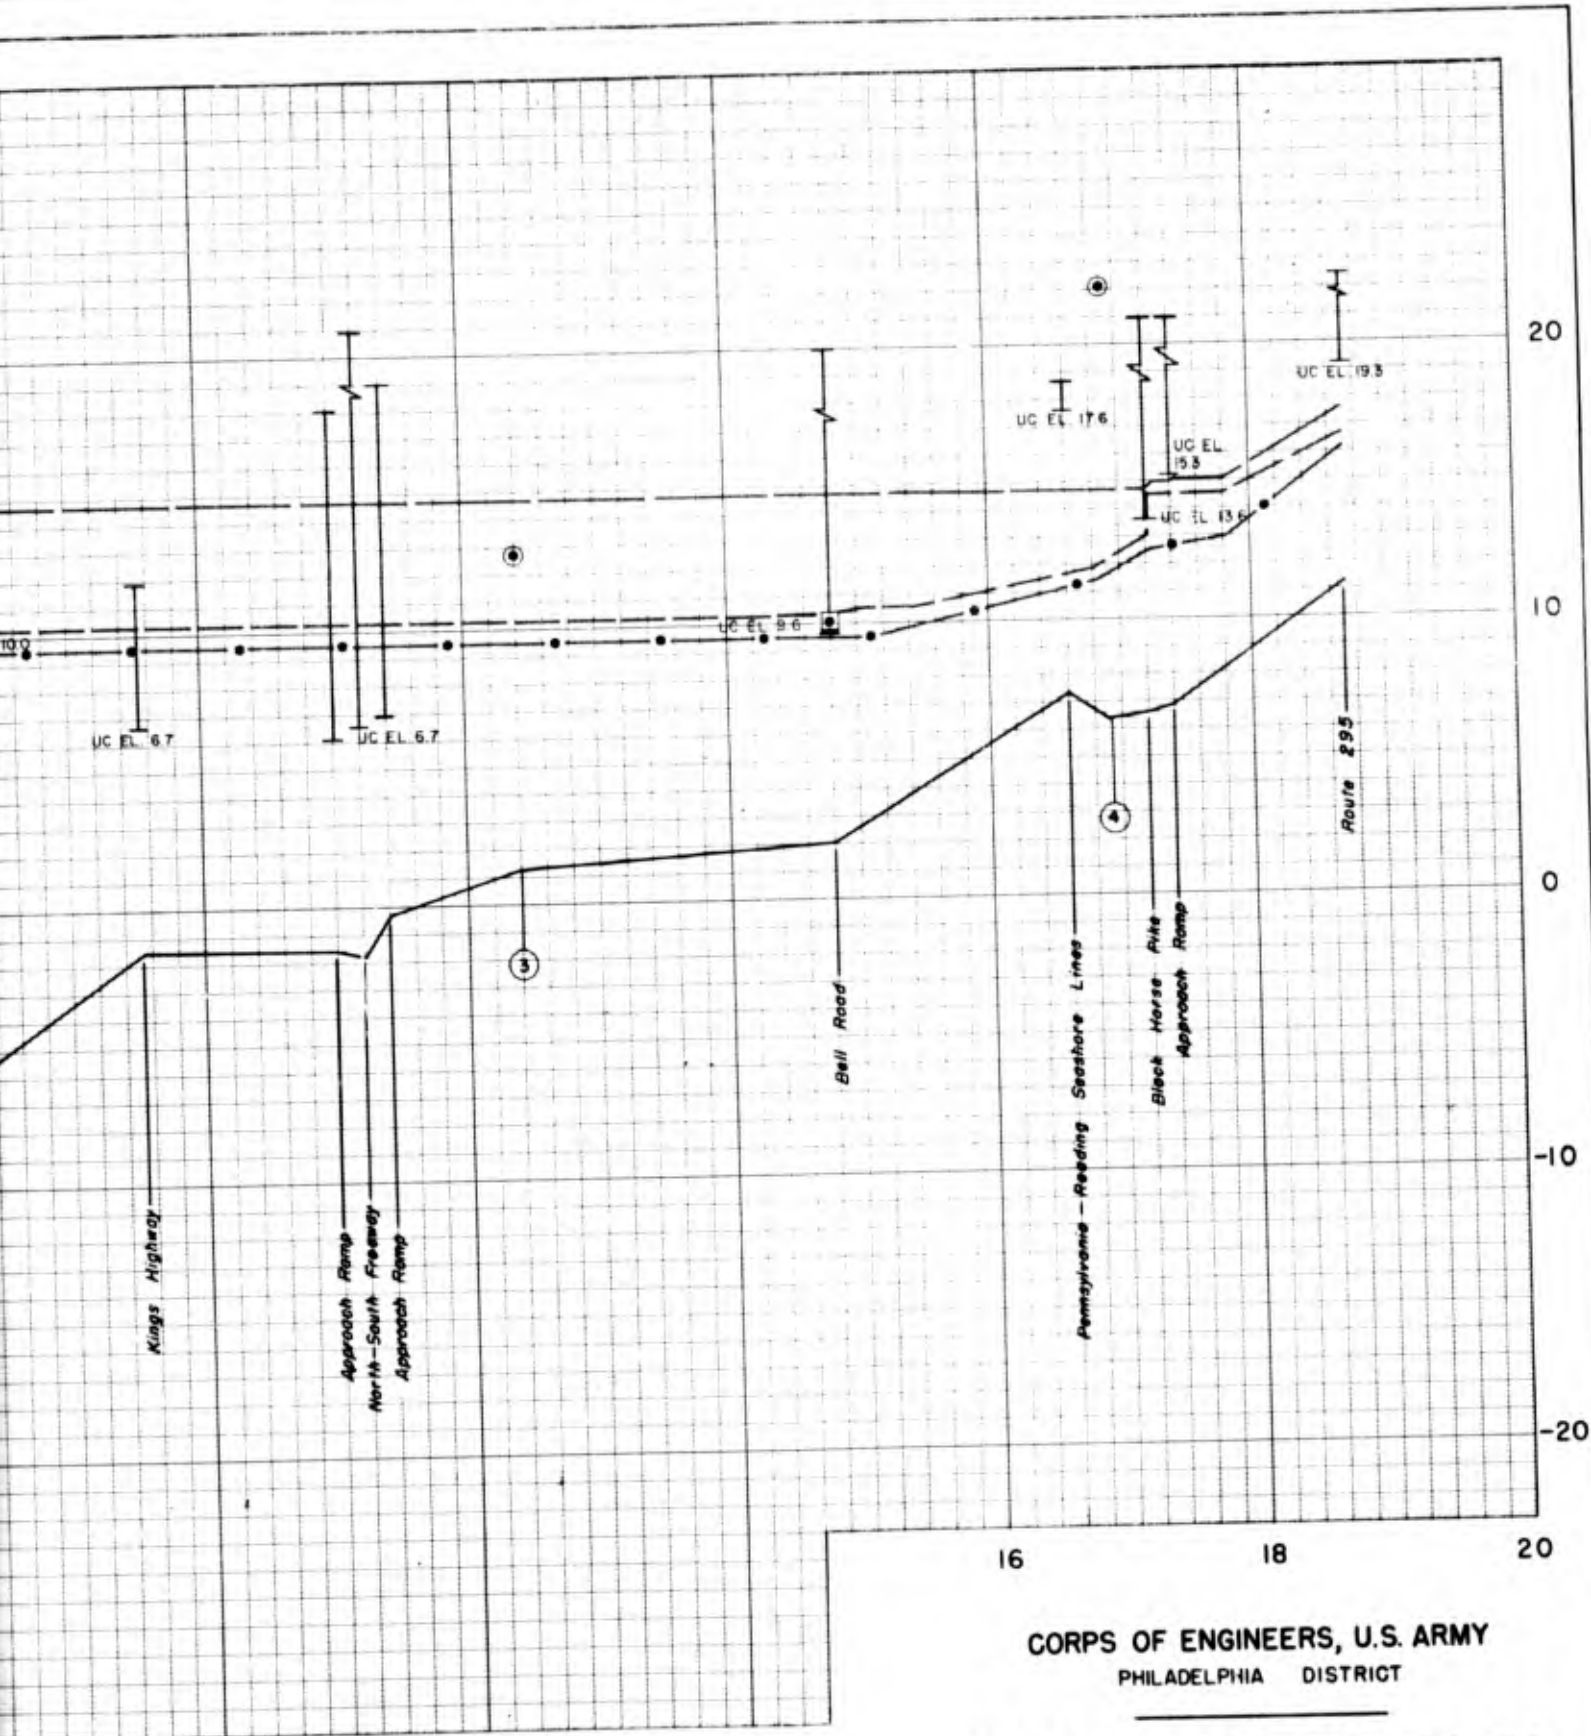 20
UC EL. 19.3
UC EL. 17.6
UC EL.
15.3
UC EL. 13.6
10
UC EL. 9.6
10.0
UC EL. 6.7
UC EL. 6.7
Route 295
4
0
3
Bell Road
Pennsylvania-Reading Seashore Lines
Black Horse Pike
Approach Ramp
-10
Kings Highway
Approach Ramp
North-South Freeway
Approach Ramp
-20
16
18
20
CORPS OF ENGINEERS, U.S. ARMY
PHILADELPHIA DISTRICT